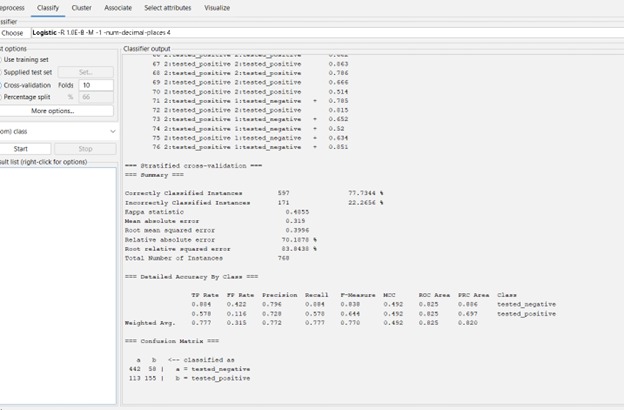 eprocess Classify Cluster Associate Select attributes Visualize
ssifier
Choose Logistic -R 1.0E-8 -M -1 -num-decimal-places 4
st options
Use training set
Supplied test set Set...
Cross-validation Folds 10
Percentage split % 66
More options...
om) class
Start Stop
sult list (right-click for options)
Classifier output
67 2:tested_positive 2:tested_positive 0.863
68 2:tested_positive 2:tested_positive 0.786
69 2:tested_positive 2:tested_positive 0.666
70 2:tested_positive 2:tested_positive 0.514
71 2:tested_positive 1:tested_negative + 0.785
72 2:tested_positive 2:tested_positive 0.815
73 2:tested_positive 1:tested_negative + 0.652
74 2:tested_positive 1:tested_negative + 0.52
75 2:tested_positive 1:tested_negative + 0.634
76 2:tested_positive 1:tested_negative + 0.851
=== Stratified cross-validation ===
=== Summary ===
Correctly Classified Instances 597 77.7344 %
Incorrectly Classified Instances 171 22.2656 %
Kappa statistic 0.4855
Mean absolute error 0.319
Root mean squared error 0.3996
Relative absolute error 70.1878 %
Root relative squared error 83.8438 %
Total Number of Instances 768
=== Detailed Accuracy By Class ===
TP Rate FP Rate Precision Recall F-Measure MCC ROC Area PRC Area Class
0.884 0.422 0.796 0.884 0.838 0.492 0.825 0.886 tested_negative
0.578 0.116 0.728 0.578 0.644 0.492 0.825 0.697 tested_positive
Weighted Avg. 0.777 0.315 0.772 0.777 0.770 0.492 0.825 0.820
=== Confusion Matrix ===
a b <-- classified as
442 58 | a = tested_negative
113 155 | b = tested_positive